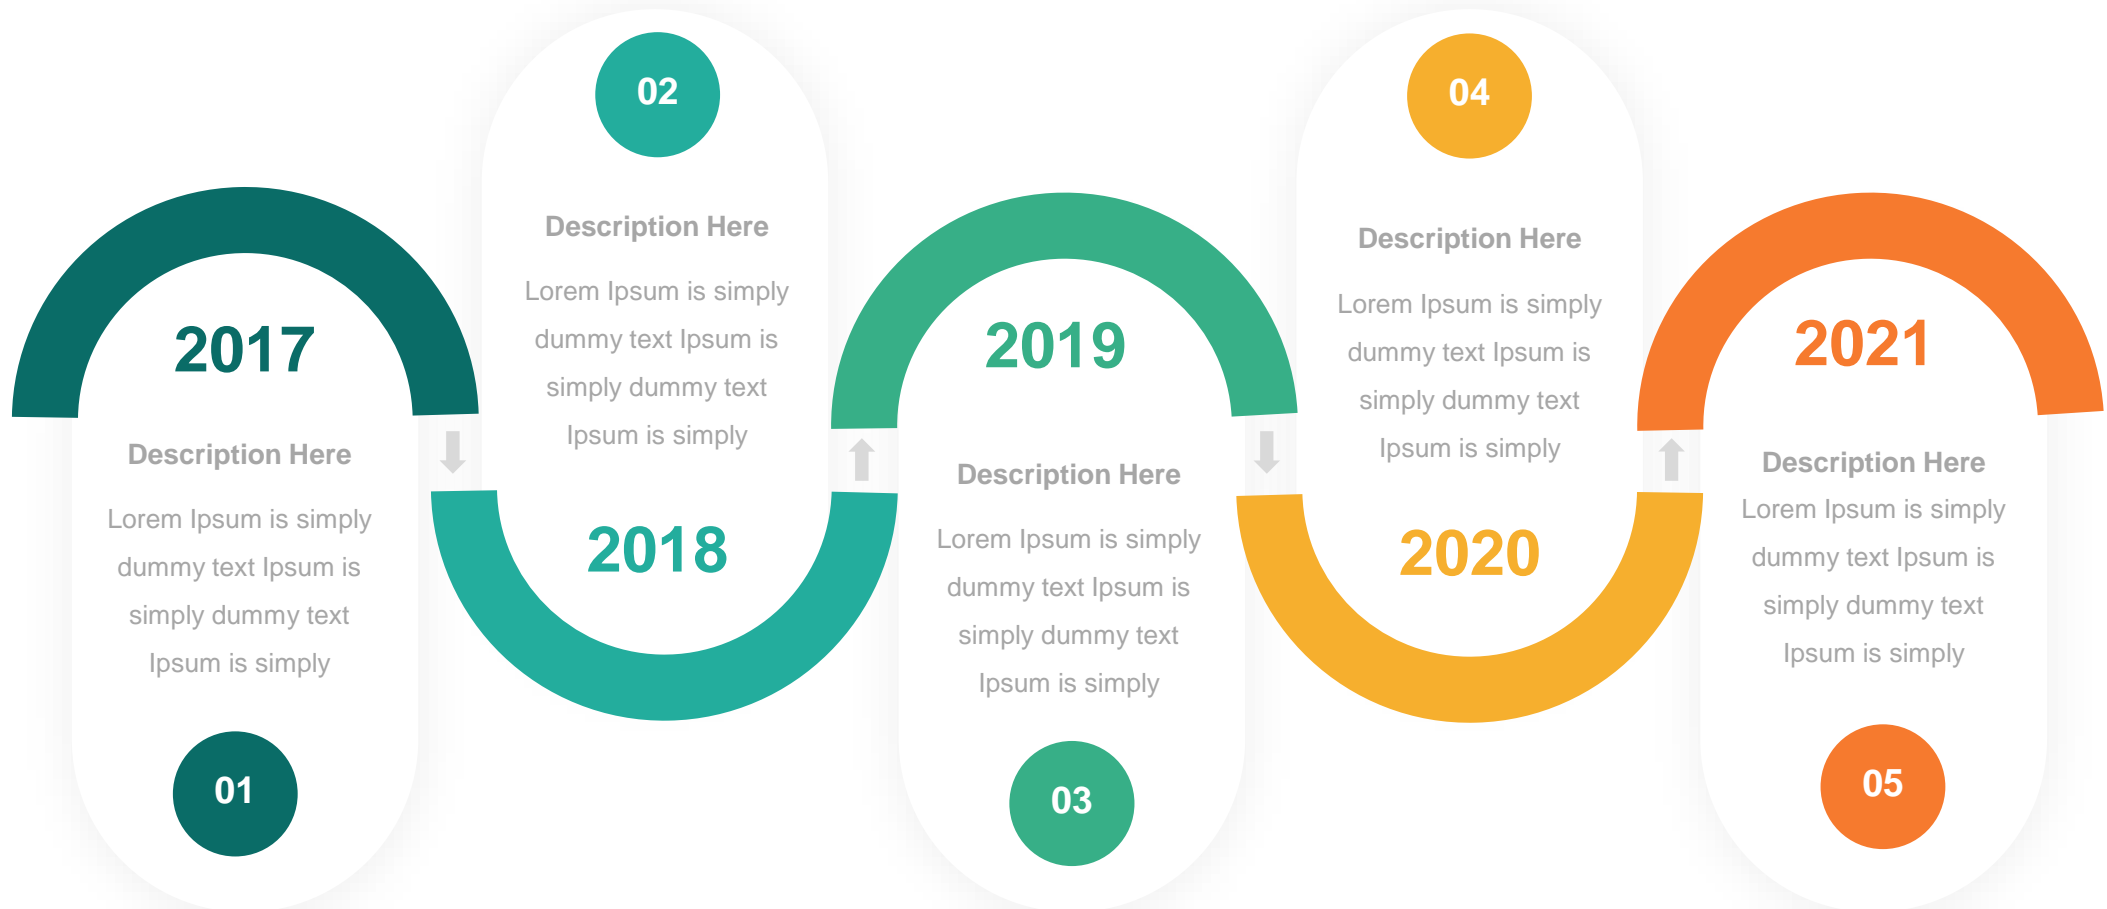 2017
Description Here
Lorem Ipsum is simply
dummy text Ipsum is
simply dummy text
Ipsum is simply
01
02
Description Here
Lorem Ipsum is simply
dummy text Ipsum is
simply dummy text
Ipsum is simply
2018
2019
Description Here
Lorem Ipsum is simply
dummy text Ipsum is
simply dummy text
Ipsum is simply
03
04
Description Here
Lorem Ipsum is simply
dummy text Ipsum is
simply dummy text
Ipsum is simply
2020
2021
Description Here
Lorem Ipsum is simply
dummy text Ipsum is
simply dummy text
Ipsum is simply
05